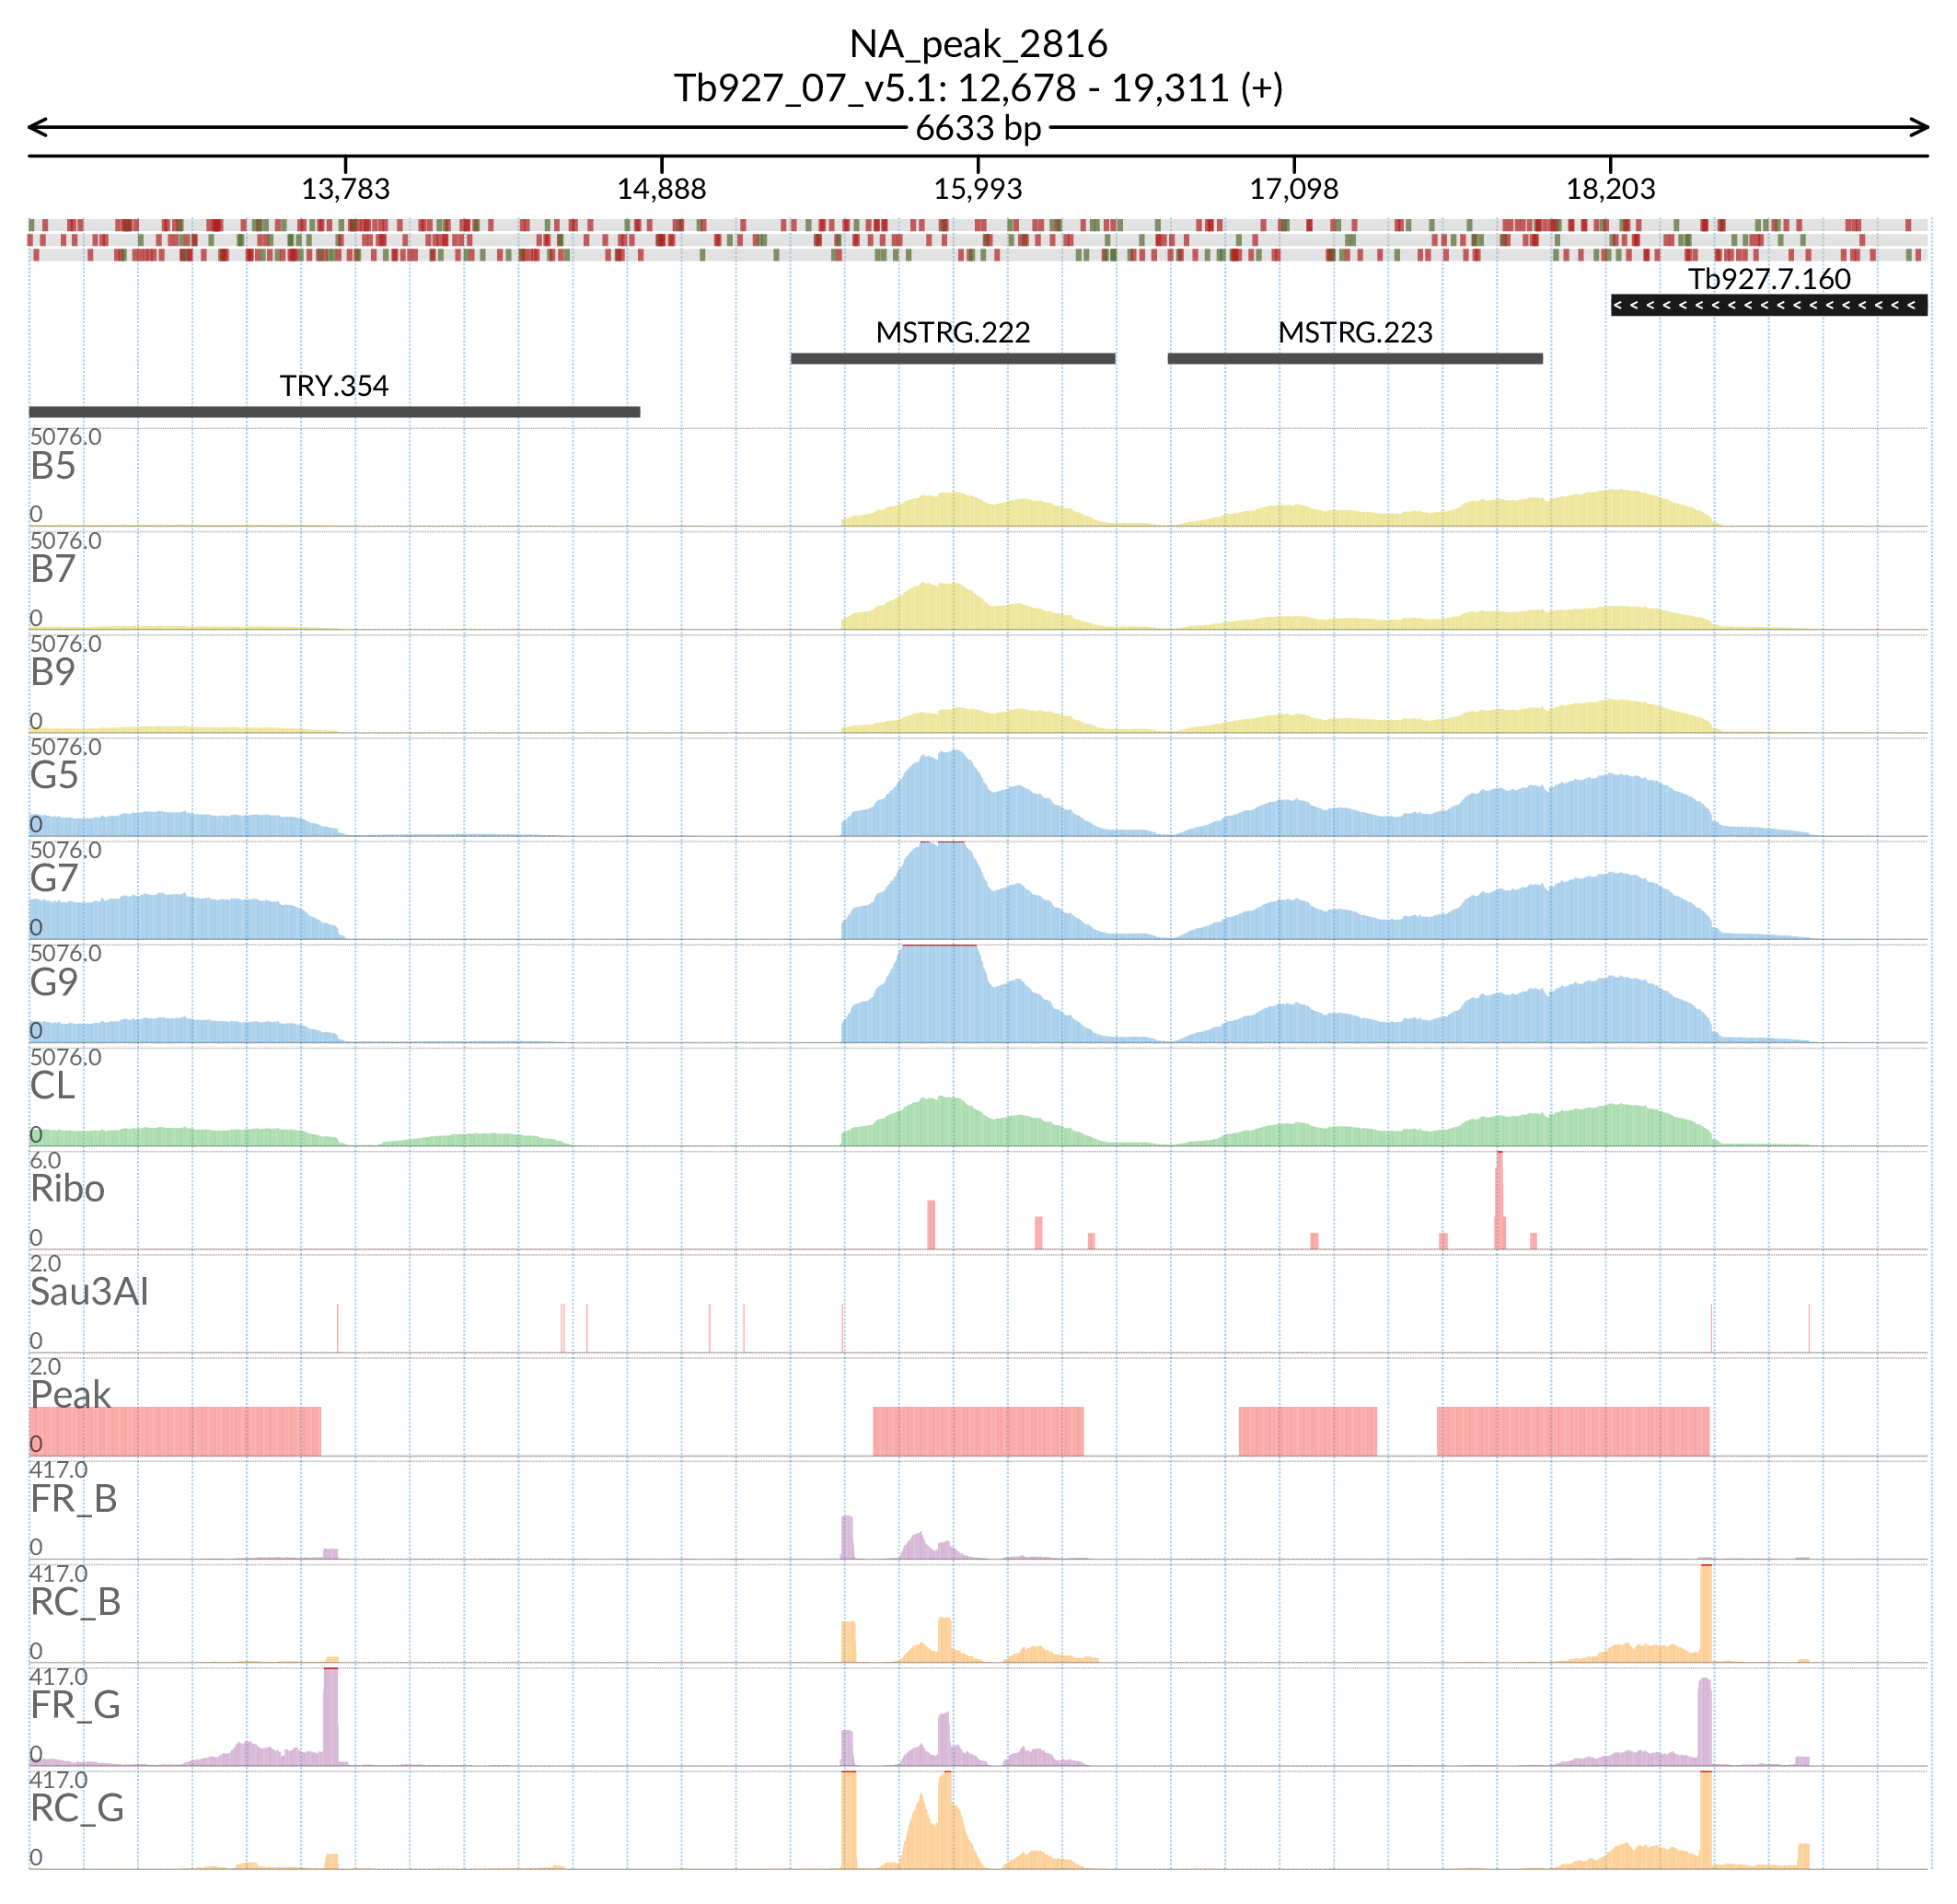 NA_peak_2816
Tb927_07_v5.1: 12,678 - 19,311 (+)
6633 bp
13,783 14,888 15,993 17,098 18,203
Tb927.7.160
< < < < < < < < < < < < < < < < < < <
MSTRG.222 MSTRG.223
TRY.354
5076.0
B5
0
5076.0
B7
0
5076.0
B9
0
5076.0
G5
0
5076.0
G7
0
5076.0
G9
0
5076.0
CL
0
6.0
Ribo
0
2.0
Sau3AI
0
2.0
Peak
0
417.0
FR_B
0
417.0
RC_B
0
417.0
FR_G
0
417.0
RC_G
0